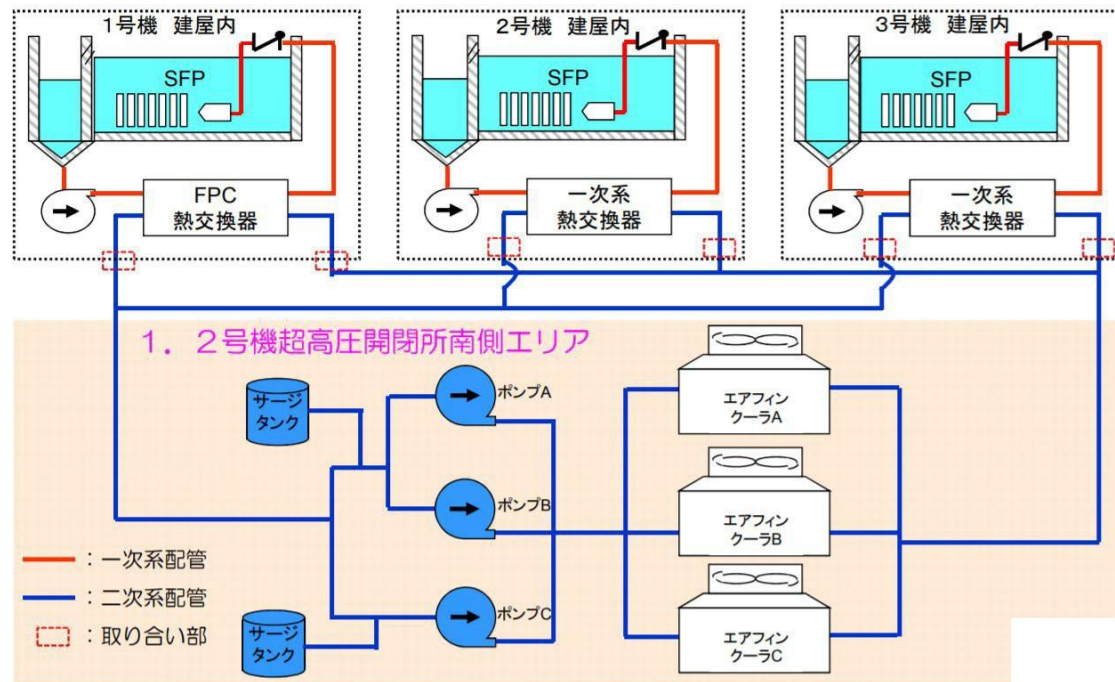 1号機 建屋内
2号機 建屋内
3号機 建屋内
SFP
SFP
SFP
FPC
熱交換器
一次系
熱交換器
一次系
熱交換器
1.2号機超高圧開閉所南側エリア
サージ
タンク
ポンプA
エアフィン
クーラA
ポンプB
エアフィン
クーラB
サージ
タンク
ポンプC
エアフィン
クーラC
:一次系配管
:二次系配管
:取り合い部